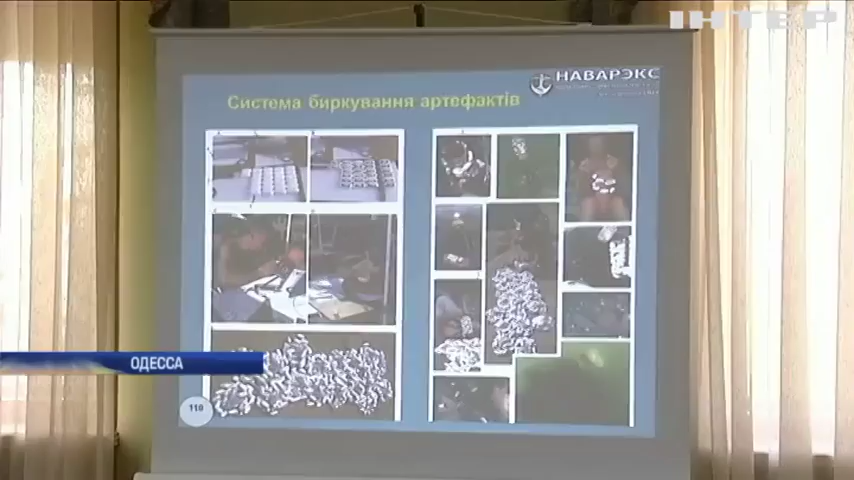 ІНТЕР
НАВАРЭКС
Система биркування артефактів
ОДЕССА
110